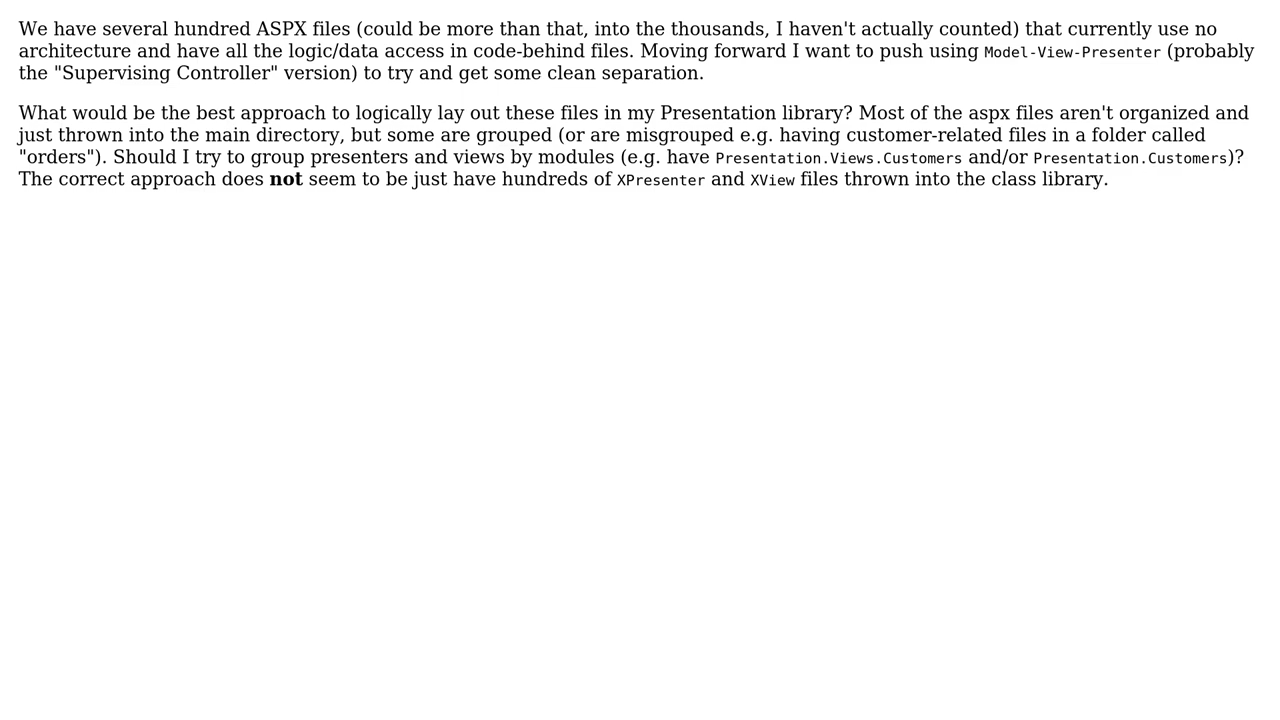 We have several hundred ASPX files (could be more than that, into the thousands, I haven't actually counted) that currently use no
architecture and have all the logic/data access in code-behind files. Moving forward I want to push using Model-View-Presenter (probably
the "Supervising Controller" version) to try and get some clean separation.
What would be the best approach to logically lay out these files in my Presentation library? Most of the aspx files aren't organized and
just thrown into the main directory, but some are grouped (or are misgrouped e.g. having customer-related files in a folder called
"orders"). Should I try to group presenters and views by modules (e.g. have Presentation.Views.Customers and/or Presentation.Customers)?
The correct approach does not seem to be just have hundreds of XPresenter and XView files thrown into the class library.